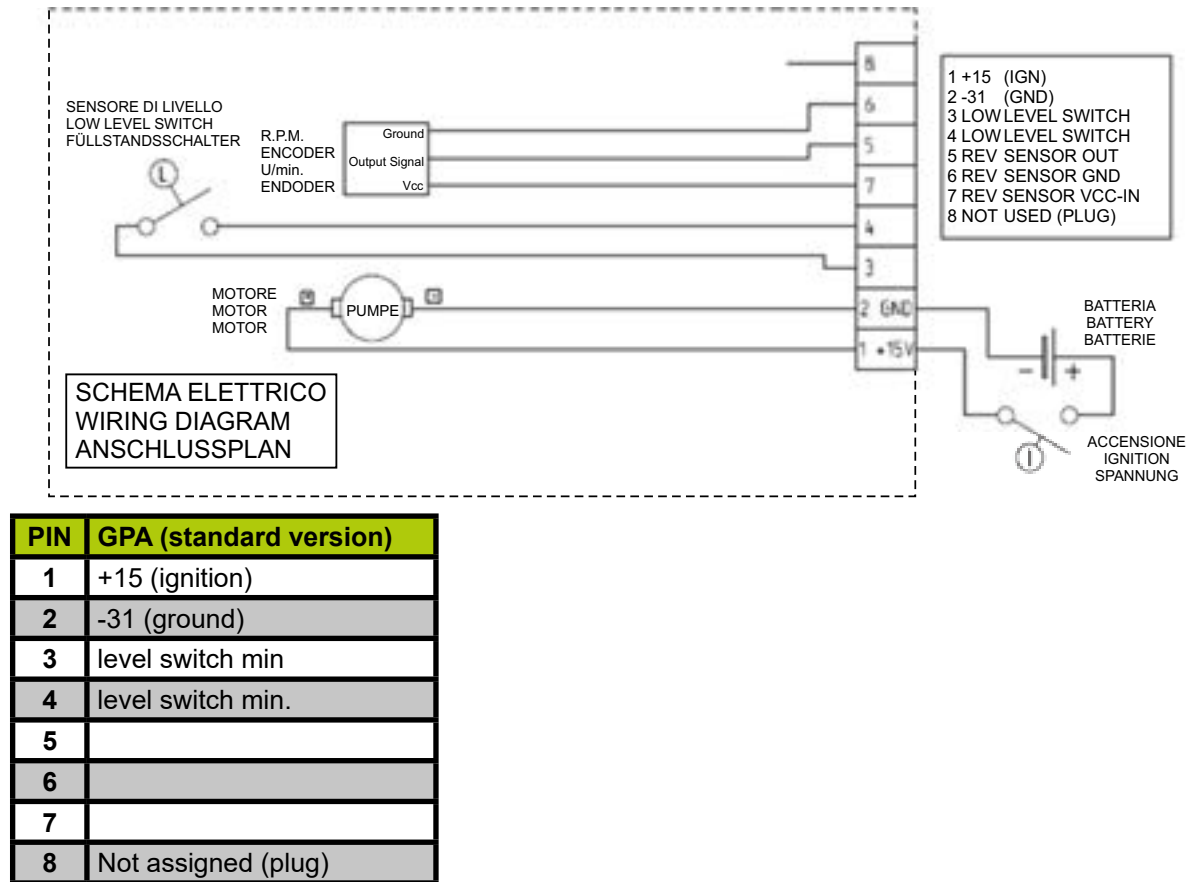 SENSORE DI LIVELLO
LOW LEVEL SWITCH
FÜLLSTANDSSCHALTER
L
R.P.M.
ENCODER
U/min.
ENDODER
Ground
Output Signal
Vcc
8
6
5
7
4
3
2 GND
1 +15V
1 +15 (IGN)
2 -31 (GND)
3 LOW LEVEL SWITCH
4 LOW LEVEL SWITCH
5 REV SENSOR OUT
6 REV SENSOR GND
7 REV SENSOR VCC-IN
8 NOT USED (PLUG)
MOTORE
MOTOR
MOTOR
PUMPE
BATTERIA
BATTERY
BATTERIE
- +
I
ACCENSIONE
IGNITION
SPANNUNG
SCHEMA ELETTRICO
WIRING DIAGRAM
ANSCHLUSSPLAN
PIN GPA (standard version)
1 +15 (ignition)
2 -31 (ground)
3 level switch min
4 level switch min.
5
6
7
8 Not assigned (plug)